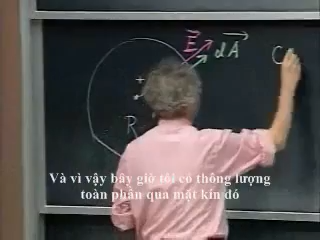 E dA
R
Và vì vậy bây giờ tôi có thông lượng
toàn phần qua mặt kín đó